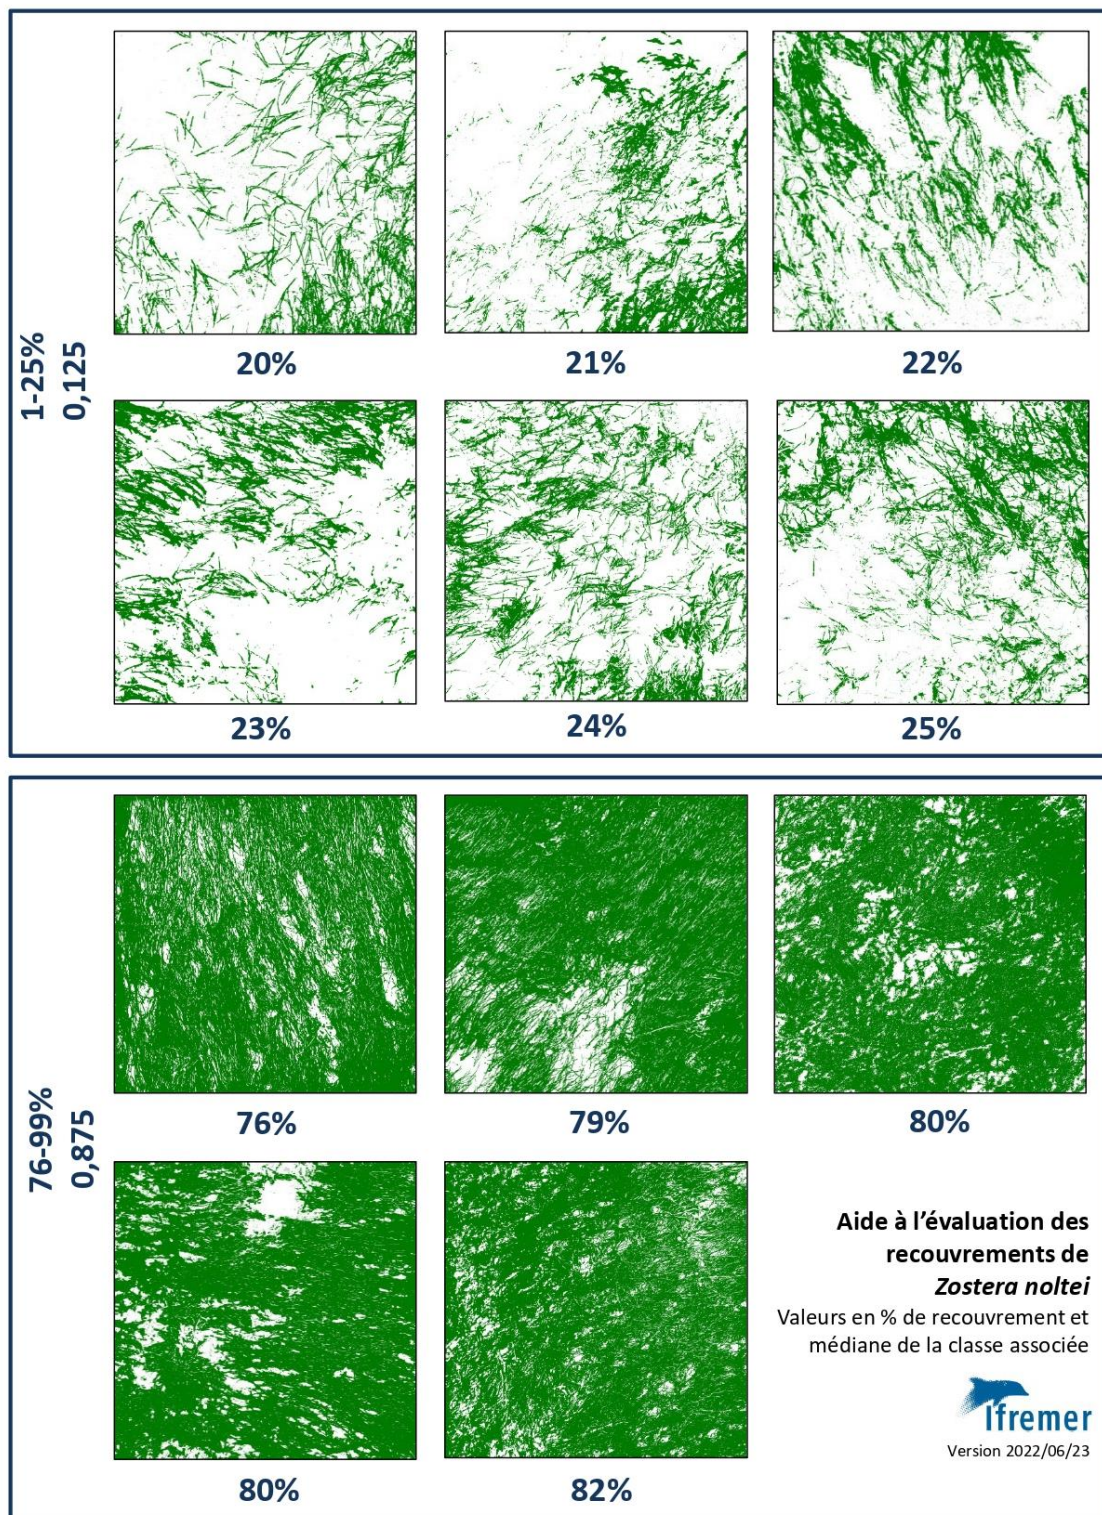 1-25%
0,125
20%
21%
22%
23%
24%
25%
76-99%
0,875
76%
79%
80%
80%
82%
Aide à l’évaluation des
recouvrements de
Zostera noltei
Valeurs en % de recouvrement et
médiane de la classe associée
Ifremer
Version 2022/06/23